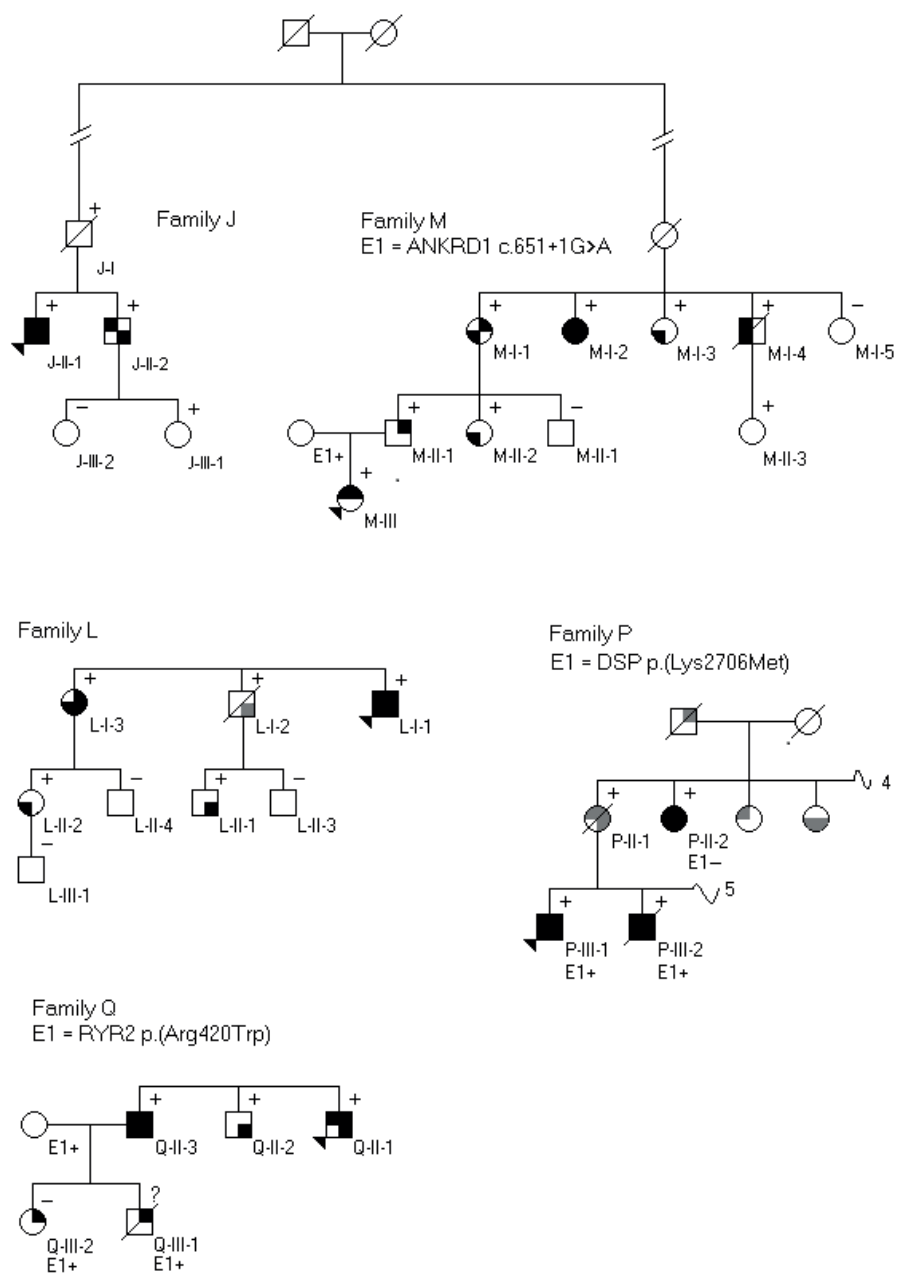 Family J
Family M
E1 = ANKRD1 c.651+1G>A
+
J-I
+
+
J-II-1
J-II-2
−
+
J-III-2
J-III-1
+
+
+
+
−
M-I-1
M-I-2
M-I-3
M-I-4
M-I-5
+
+
−
+
E1+
M-II-1
M-II-2
M-II-1
M-II-3
+
M-III
Family L
+
+
+
L-I-3
L-I-2
L-I-1
+
−
+
−
L-II-2
L-II-4
L-II-1
L-II-3
−
L-III-1
Family P
E1 = DSP p.(Lys2706Met)
4
+
+
P-II-1
P-II-2
E1−
5
+
+
P-III-1
P-III-2
E1+
E1+
Family Q
E1 = RYR2 p.(Arg420Trp)
+
+
+
E1+
Q-II-3
Q-II-2
Q-II-1
−
?
Q-III-2
Q-III-1
E1+
E1+